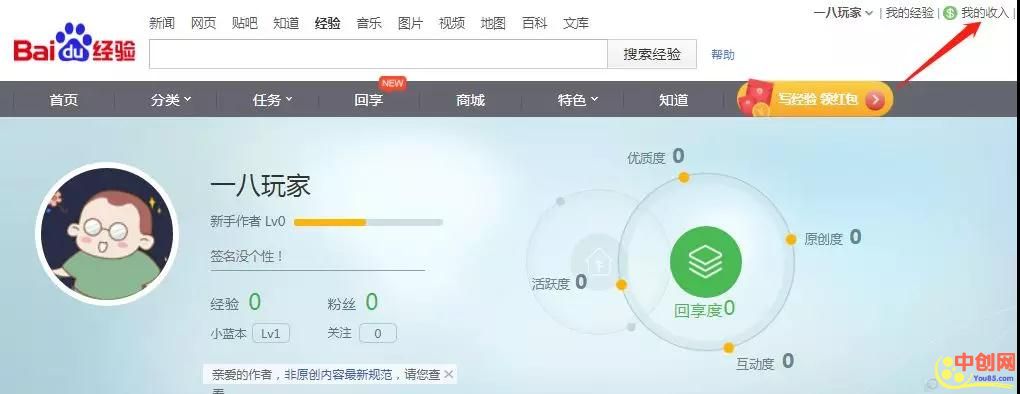 一八玩家 | 我的经验 | 我的收入 |
新闻 网页 贴吧 知道 经验 音乐 图片 视频 地图 百科 文库
Bai du 经验
搜索经验 帮助
首页 分类 任务 回享 NEW 商城 特色 知道 写经验 领红包
一八玩家
新手作者 Lv0
签名没个性！
经验 0 粉丝 0
小蓝本 Lv1 关注 0
亲爱的作者，非原创内容最新规范，请您查看
优质度 0
原创度 0
活跃度 0
回享度0
互动度 0
中创网
You85.com